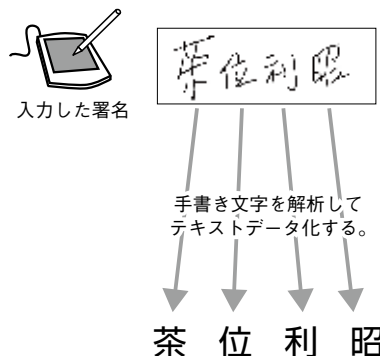 茶位利昭
入力した署名
手書き文字を解析して
テキストデータ化する。
茶 位 利 昭